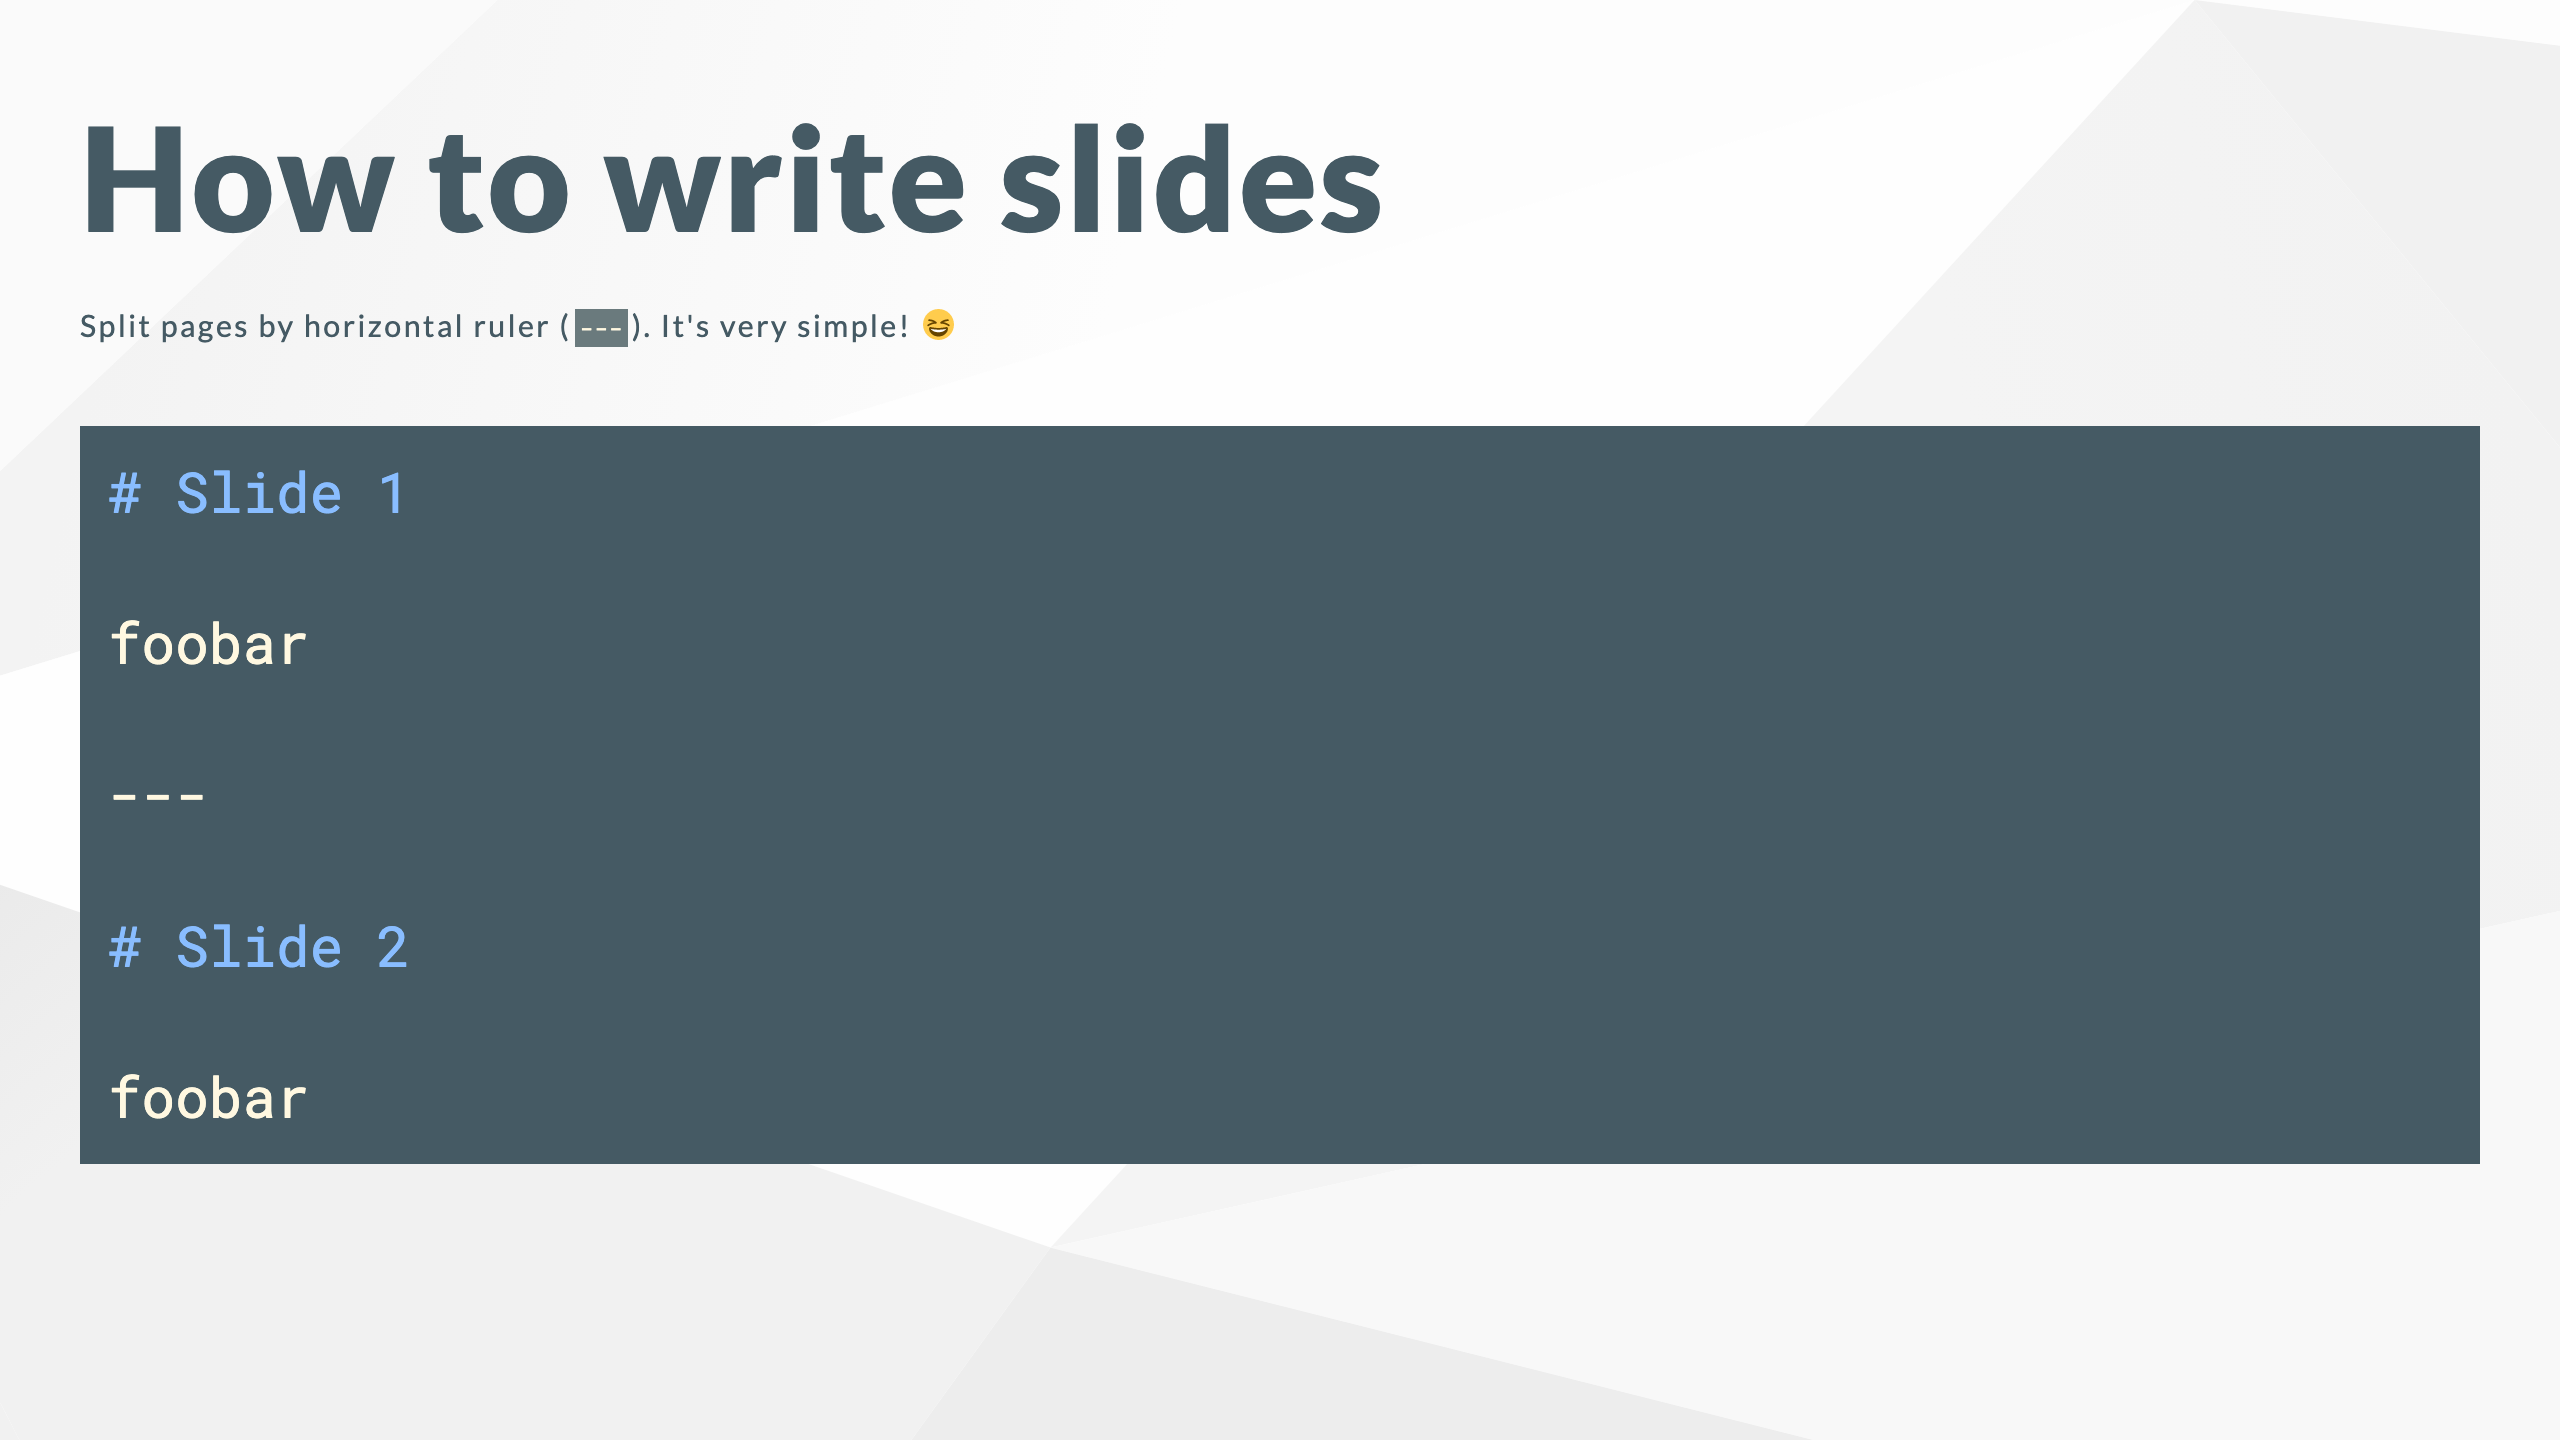 How to write slides
Split pages by horizontal ruler (---). It's very simple! 😆
# Slide 1
foobar
---
# Slide 2
foobar